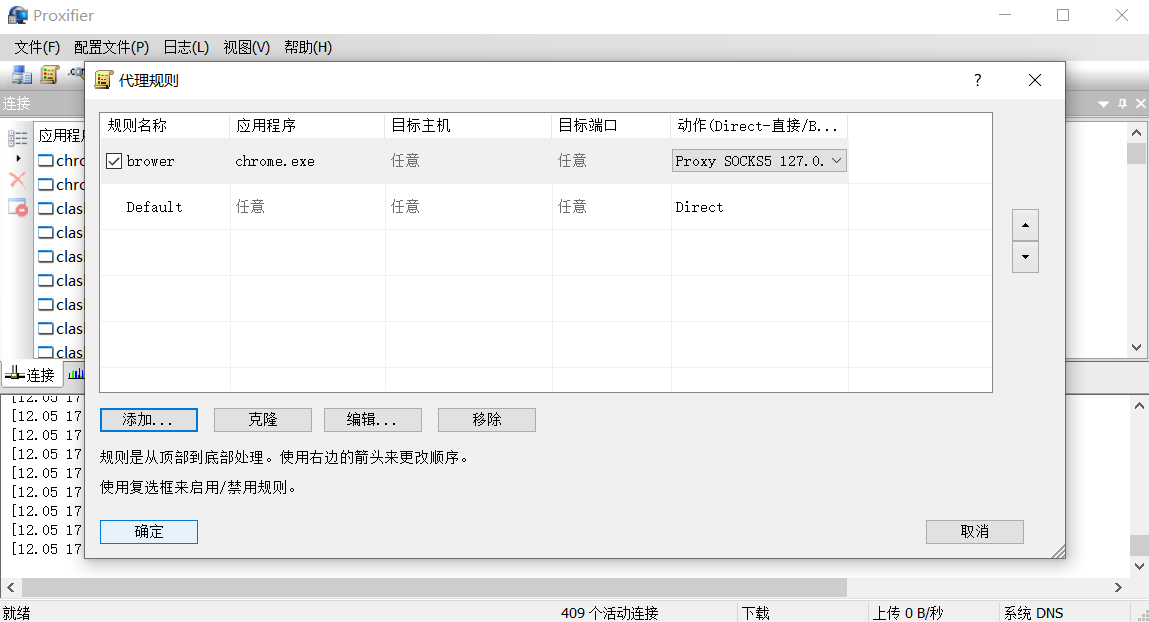 Proxifier
文件(F) 配置文件(P) 日志(L) 视图(V) 帮助(H)
代理规则
?
连接
规则名称 应用程序 目标主机 目标端口 动作(Direct-直接/B...
brower chrome.exe 任意 任意 Proxy SOCKS5 127.0.
Default 任意 任意 任意 Direct
应用程
chro
chro
clas
clas
clas
clas
clas
clas
clas
连接
添加... 克隆 编辑... 移除
规则是从顶部到底部处理。使用右边的箭头来更改顺序。
使用复选框来启用/禁用规则。
确定 取消
[12.05 17
[12.05 17
[12.05 17
[12.05 17
[12.05 17
[12.05 17
[12.05 17
[12.05 17
[12.05 17
就绪 409 个活动连接 下载 上传 0 B/秒 系统 DNS